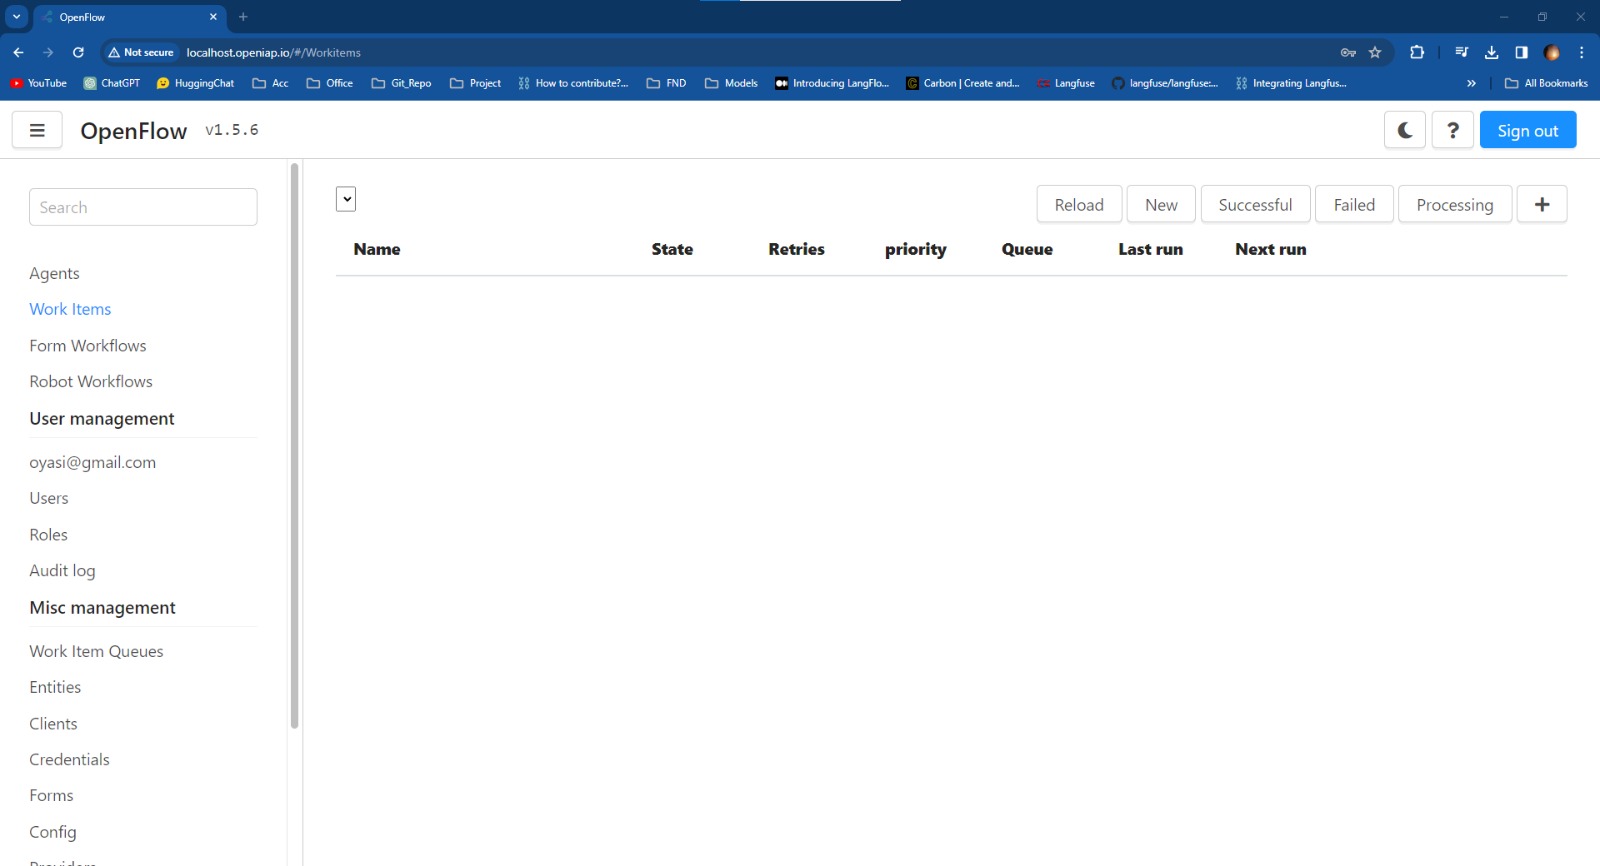 OpenFlow
Not secure localhost.openiap.io/#/Workitems
YouTube ChatGPT HuggingChat Acc Office Git_Repo Project How to contribute?... FND Models Introducing LangFlo... Carbon | Create and... Langfuse langfuse/langfuse:... Integrating Langfus... » All Bookmarks
OpenFlow v1.5.6 ? Sign out
Search
Reload New Successful Failed Processing +
Name State Retries priority Queue Last run Next run
Agents
Work Items
Form Workflows
Robot Workflows
User management
oyasi@gmail.com
Users
Roles
Audit log
Misc management
Work Item Queues
Entities
Clients
Credentials
Forms
Config
Providers